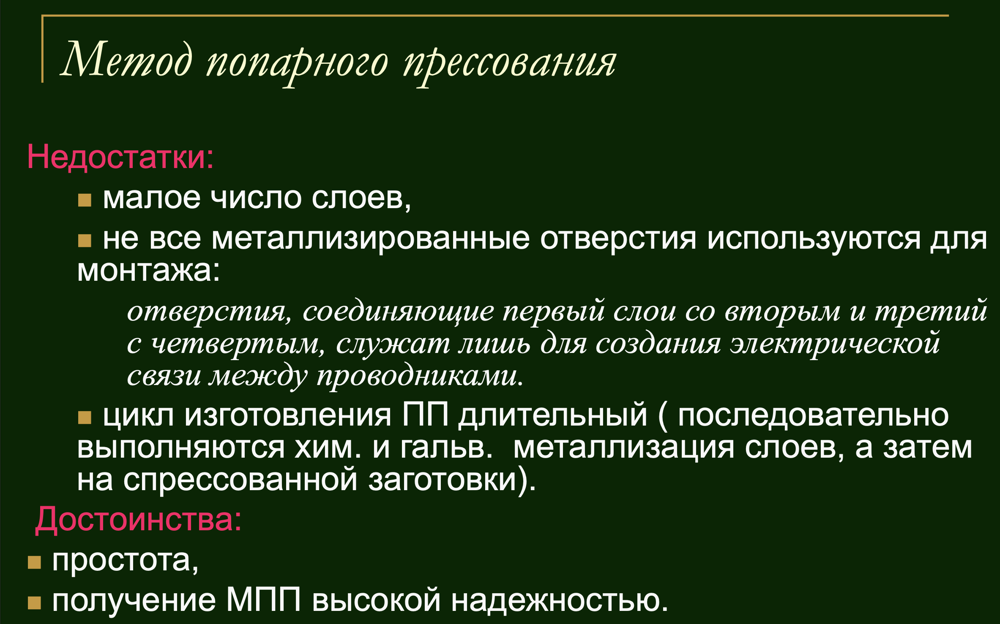 Метод попарного прессования
Недостатки:
малое число слоев,
не все металлизированные отверстия используются для
монтажа:
отверстия, соединяющие первый слои со вторым и третий
с четвертым, служат лишь для создания электрической
связи между проводниками.
цикл изготовления ПП длительный ( последовательно
выполняются хим. и гальв.  металлизация слоев, а затем
на спрессованной заготовки).
Достоинства:
простота,
получение МПП высокой надежностью.